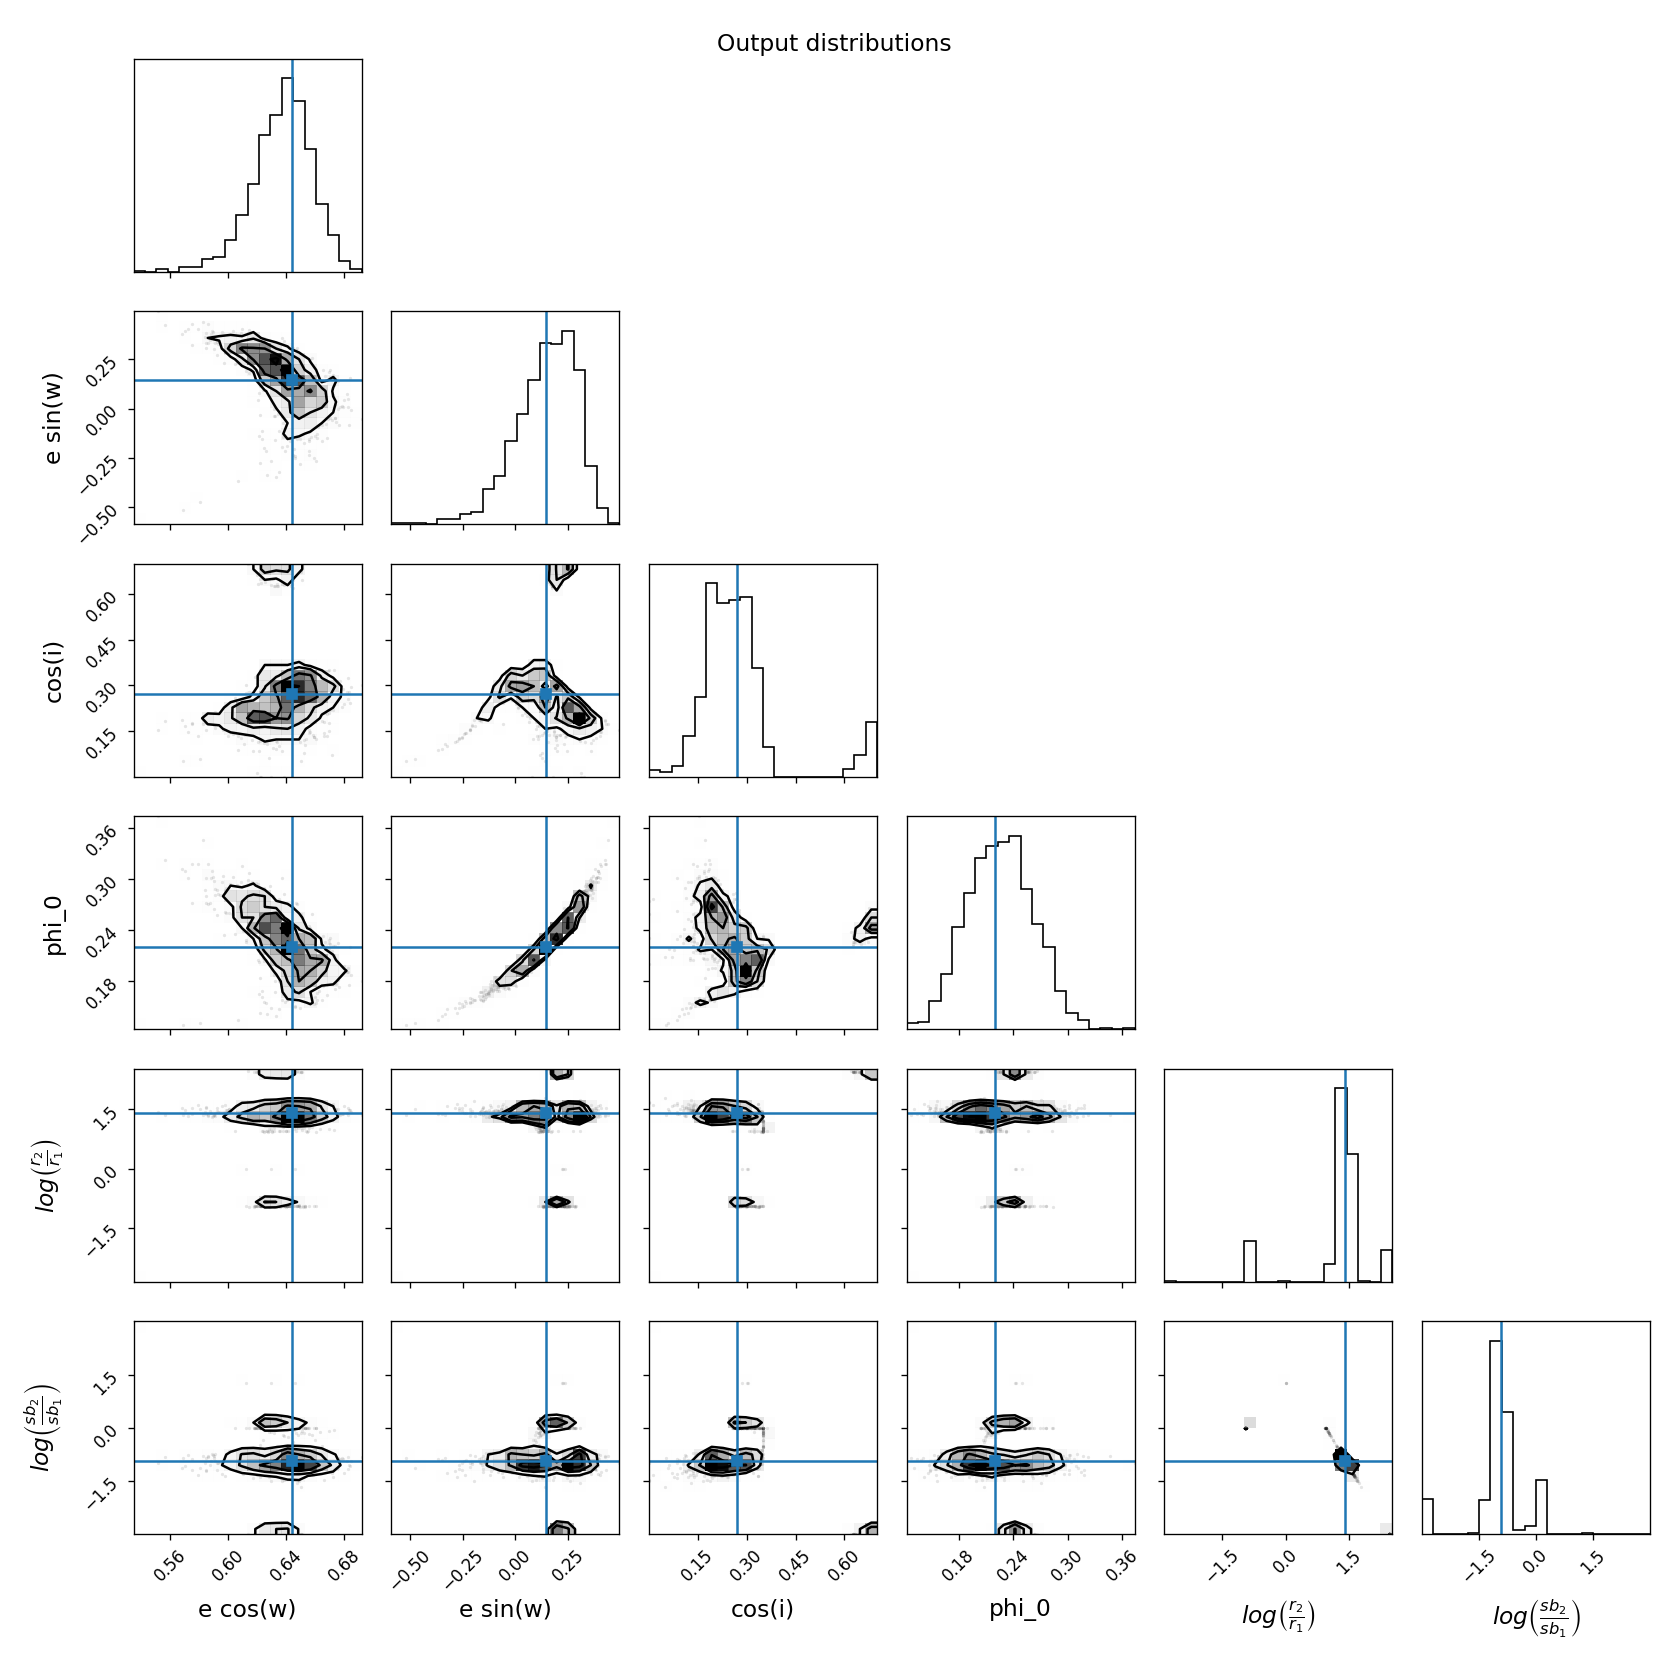 Output distributions
e sin(w)
0.25
0.00
−0.25
−0.50
cos(i)
0.60
0.45
0.30
0.15
phi_0
0.36
0.30
0.24
0.18
log(r2/r1)
1.5
0.0
−1.5
log(sb2/sb1)
1.5
0.0
−1.5
0.56 0.60 0.64 0.68
−0.50 −0.25 0.00 0.25
0.15 0.30 0.45 0.60
0.18 0.24 0.30 0.36
−1.5 0.0 1.5
−1.5 0.0 1.5
e cos(w)
e sin(w)
cos(i)
phi_0
log(r2/r1)
log(sb2/sb1)